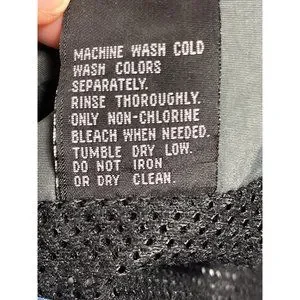 MACHINE WASH COLD
WASH COLORS
SEPARATELY.
RINSE THOROUGHLY.
ONLY NON-CHLORINE
BLEACH WHEN NEEDED.
TUMBLE DRY LOW.
DO NOT IRON
OR DRY CLEAN.